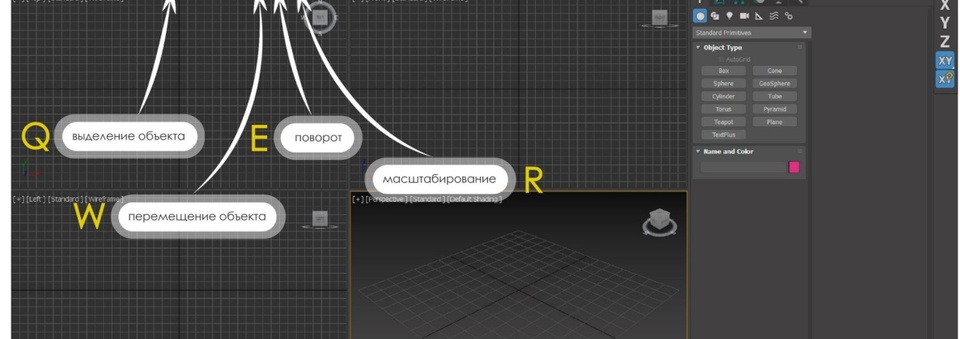 X
Y
Z
XY
XY
Standard Primitives
Object Type
AutoGrid
Box
Cone
Sphere
GeoSphere
Cylinder
Tube
Torus
Pyramid
Teapot
Plane
TextPlus
Name and Color
Q
выделение объекта
E
поворот
масштабирование
R
[+] [Left] [Standard] [Wireframe]
W
перемещение объекта
[+] [Perspective] [Standard] [Default Shading]